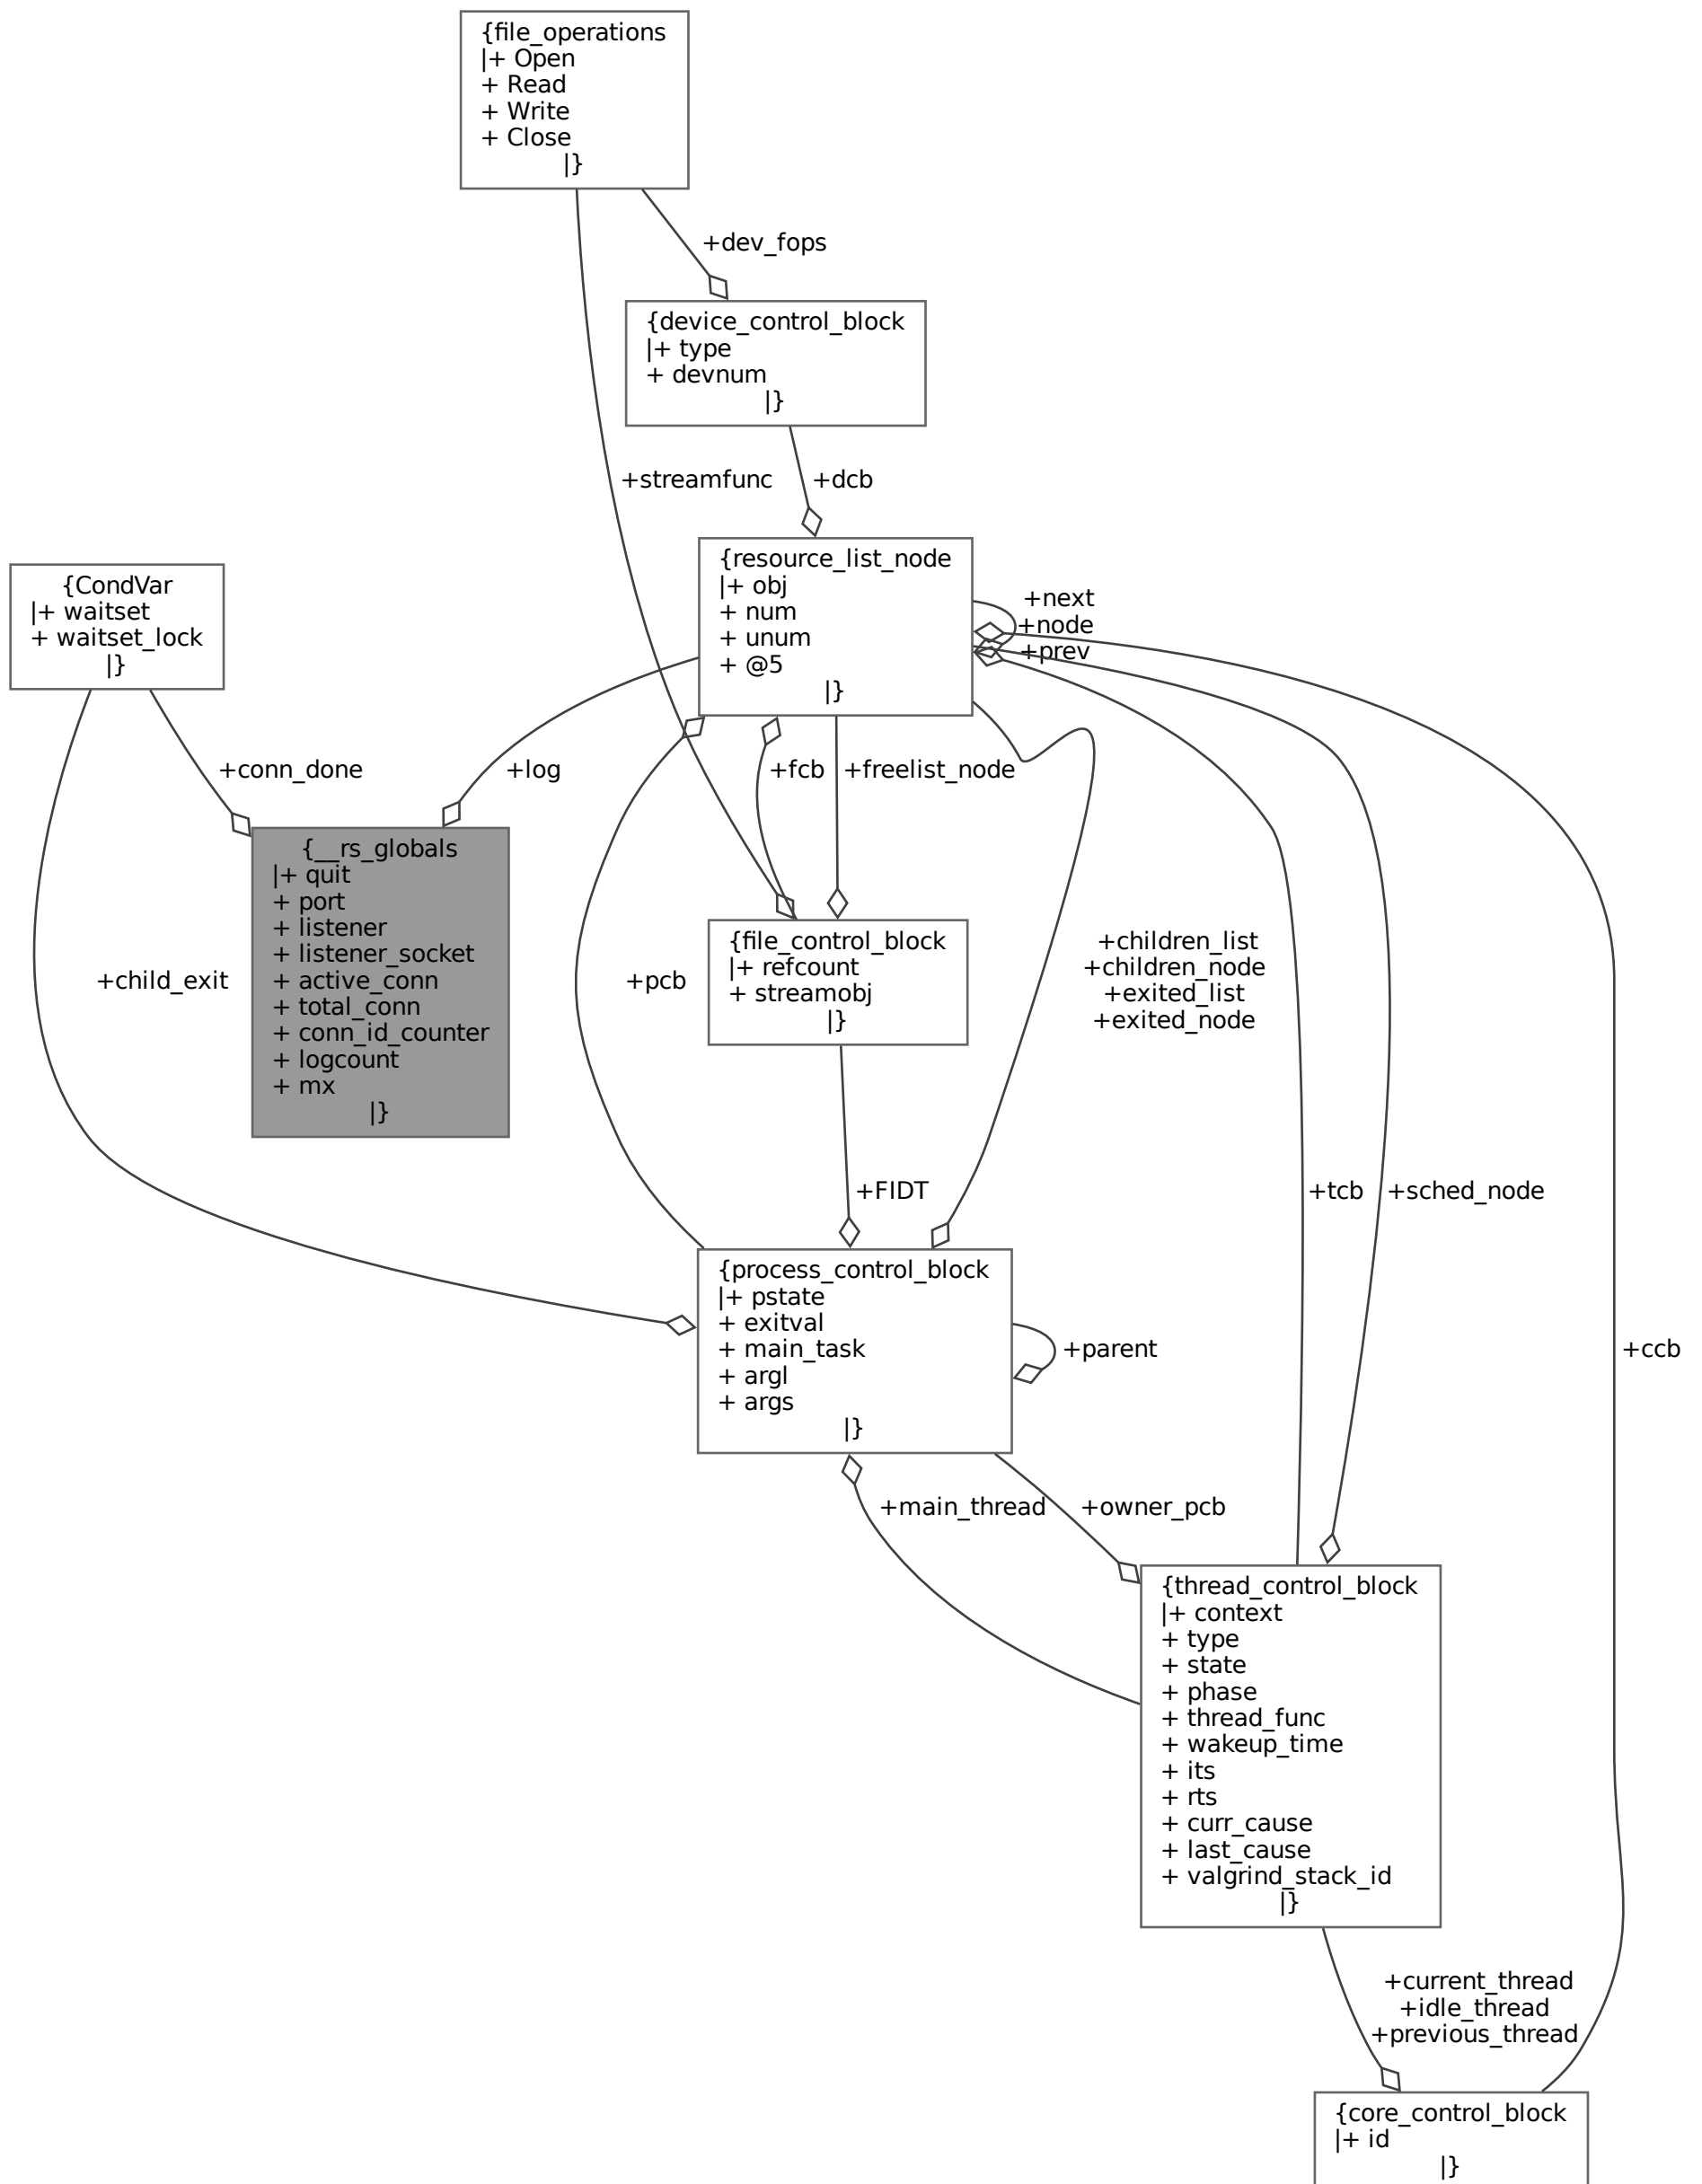 {file_operations
|+ Open
+ Read
+ Write
+ Close
|}
+dev_fops
{device_control_block
|+ type
+ devnum
|}
+streamfunc
+dcb
{resource_list_node
|+ obj
+ num
+ unum
+ @5
|}
+next
+node
+prev
{CondVar
|+ waitset
+ waitset_lock
|}
+conn_done
+log
+fcb
+freelist_node
{__rs_globals
|+ quit
+ port
+ listener
+ listener_socket
+ active_conn
+ total_conn
+ conn_id_counter
+ logcount
+ mx
|}
+child_exit
+pcb
{file_control_block
|+ refcount
+ streamobj
|}
+children_list
+children_node
+exited_list
+exited_node
+FIDT
+tcb
+sched_node
{process_control_block
|+ pstate
+ exitval
+ main_task
+ argl
+ args
|}
+parent
+ccb
+main_thread
+owner_pcb
{thread_control_block
|+ context
+ type
+ state
+ phase
+ thread_func
+ wakeup_time
+ its
+ rts
+ curr_cause
+ last_cause
+ valgrind_stack_id
|}
+current_thread
+idle_thread
+previous_thread
{core_control_block
|+ id
|}